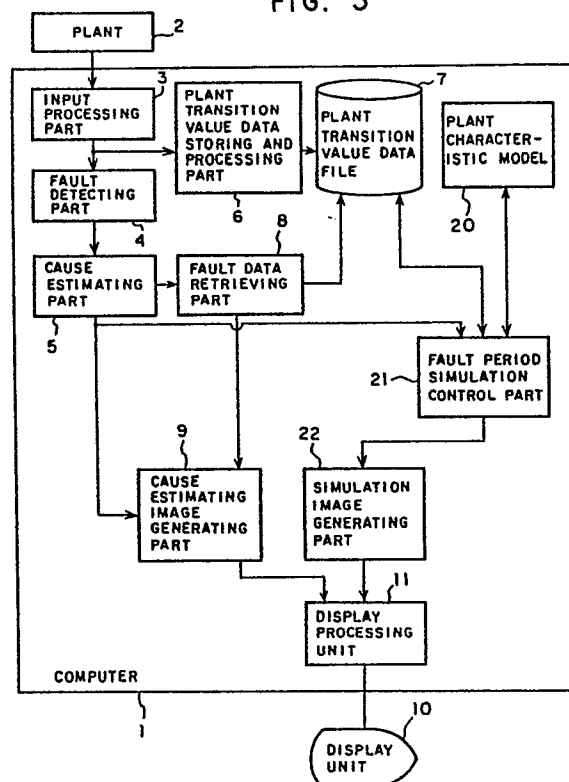 FIG. 3
PLANT
2
3
INPUT
PROCESSING
PART
PLANT
TRANSITION
VALUE DATA
STORING AND
PROCESSING
PART
6
7
PLANT
TRANSITION
VALUE DATA
FILE
PLANT
CHARACTER-
ISTIC MODEL
20
FAULT
DETECTING
PART
4
CAUSE
ESTIMATING
PART
5
8
FAULT DATA
RETRIEVING
PART
21
FAULT PERIOD
SIMULATION
CONTROL PART
9
CAUSE
ESTIMATING
IMAGE
GENERATING
PART
22
SIMULATION
IMAGE
GENERATING
PART
11
DISPLAY
PROCESSING
UNIT
COMPUTER
1
10
DISPLAY
UNIT